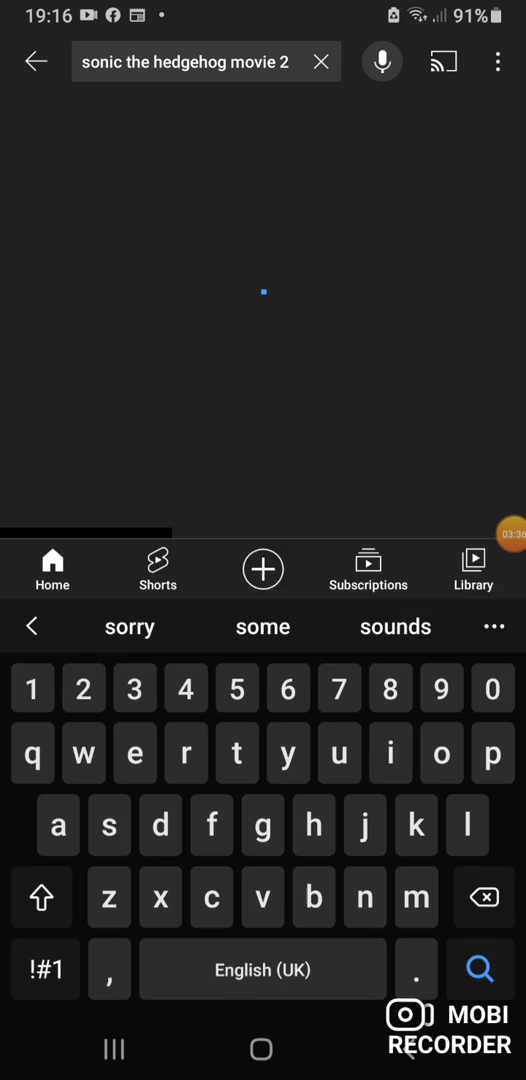 19:16 91%
sonic the hedgehog movie 2
03:36
Home Shorts Subscriptions Library
sorry some sounds
1 2 3 4 5 6 7 8 9 0
q w e r t y u i o p
a s d f g h j k l
z x c v b n m
!#1 , English (UK) .
MOBI
RECORDER